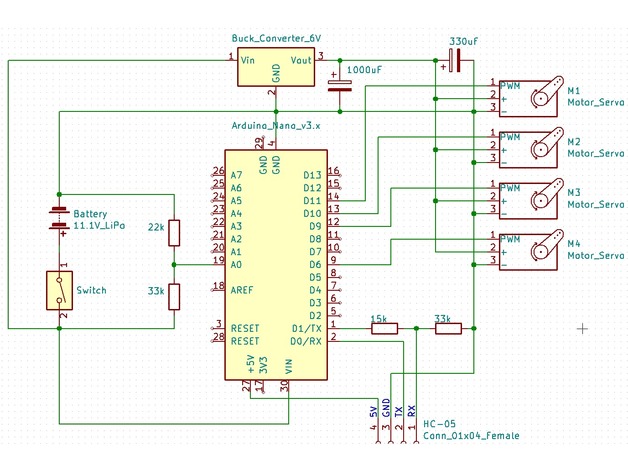 Buck_Converter_6V
1 Vin Vout 3
GND
2
330uF
+
1000uF
+
Arduino_Nano_v3.x
29 4
GND GND
1 PWM
2 +
3 -
M1
Motor_Servo
1 PWM
2 +
3 -
M2
Motor_Servo
1 PWM
2 +
3 -
M3
Motor_Servo
1 PWM
2 +
3 -
M4
Motor_Servo
26 A7
25 A6
24 A5
23 A4
22 A3
21 A2
20 A1
19 A0
18 AREF
3 RESET
28 RESET
D13 16
D12 15
D11 14
D10 13
D9 12
D8 11
D7 10
D6 9
D5 8
D4 7
D3 6
D2 5
D1/TX 1
D0/RX 2
+5V 3V3 VIN
27 17 30
Battery
11.1V_LiPo
+
22k
33k
1
Switch
2
15k
33k
5V GND TX RX
4 3 2 1
HC-05
Conn_01x04_Female